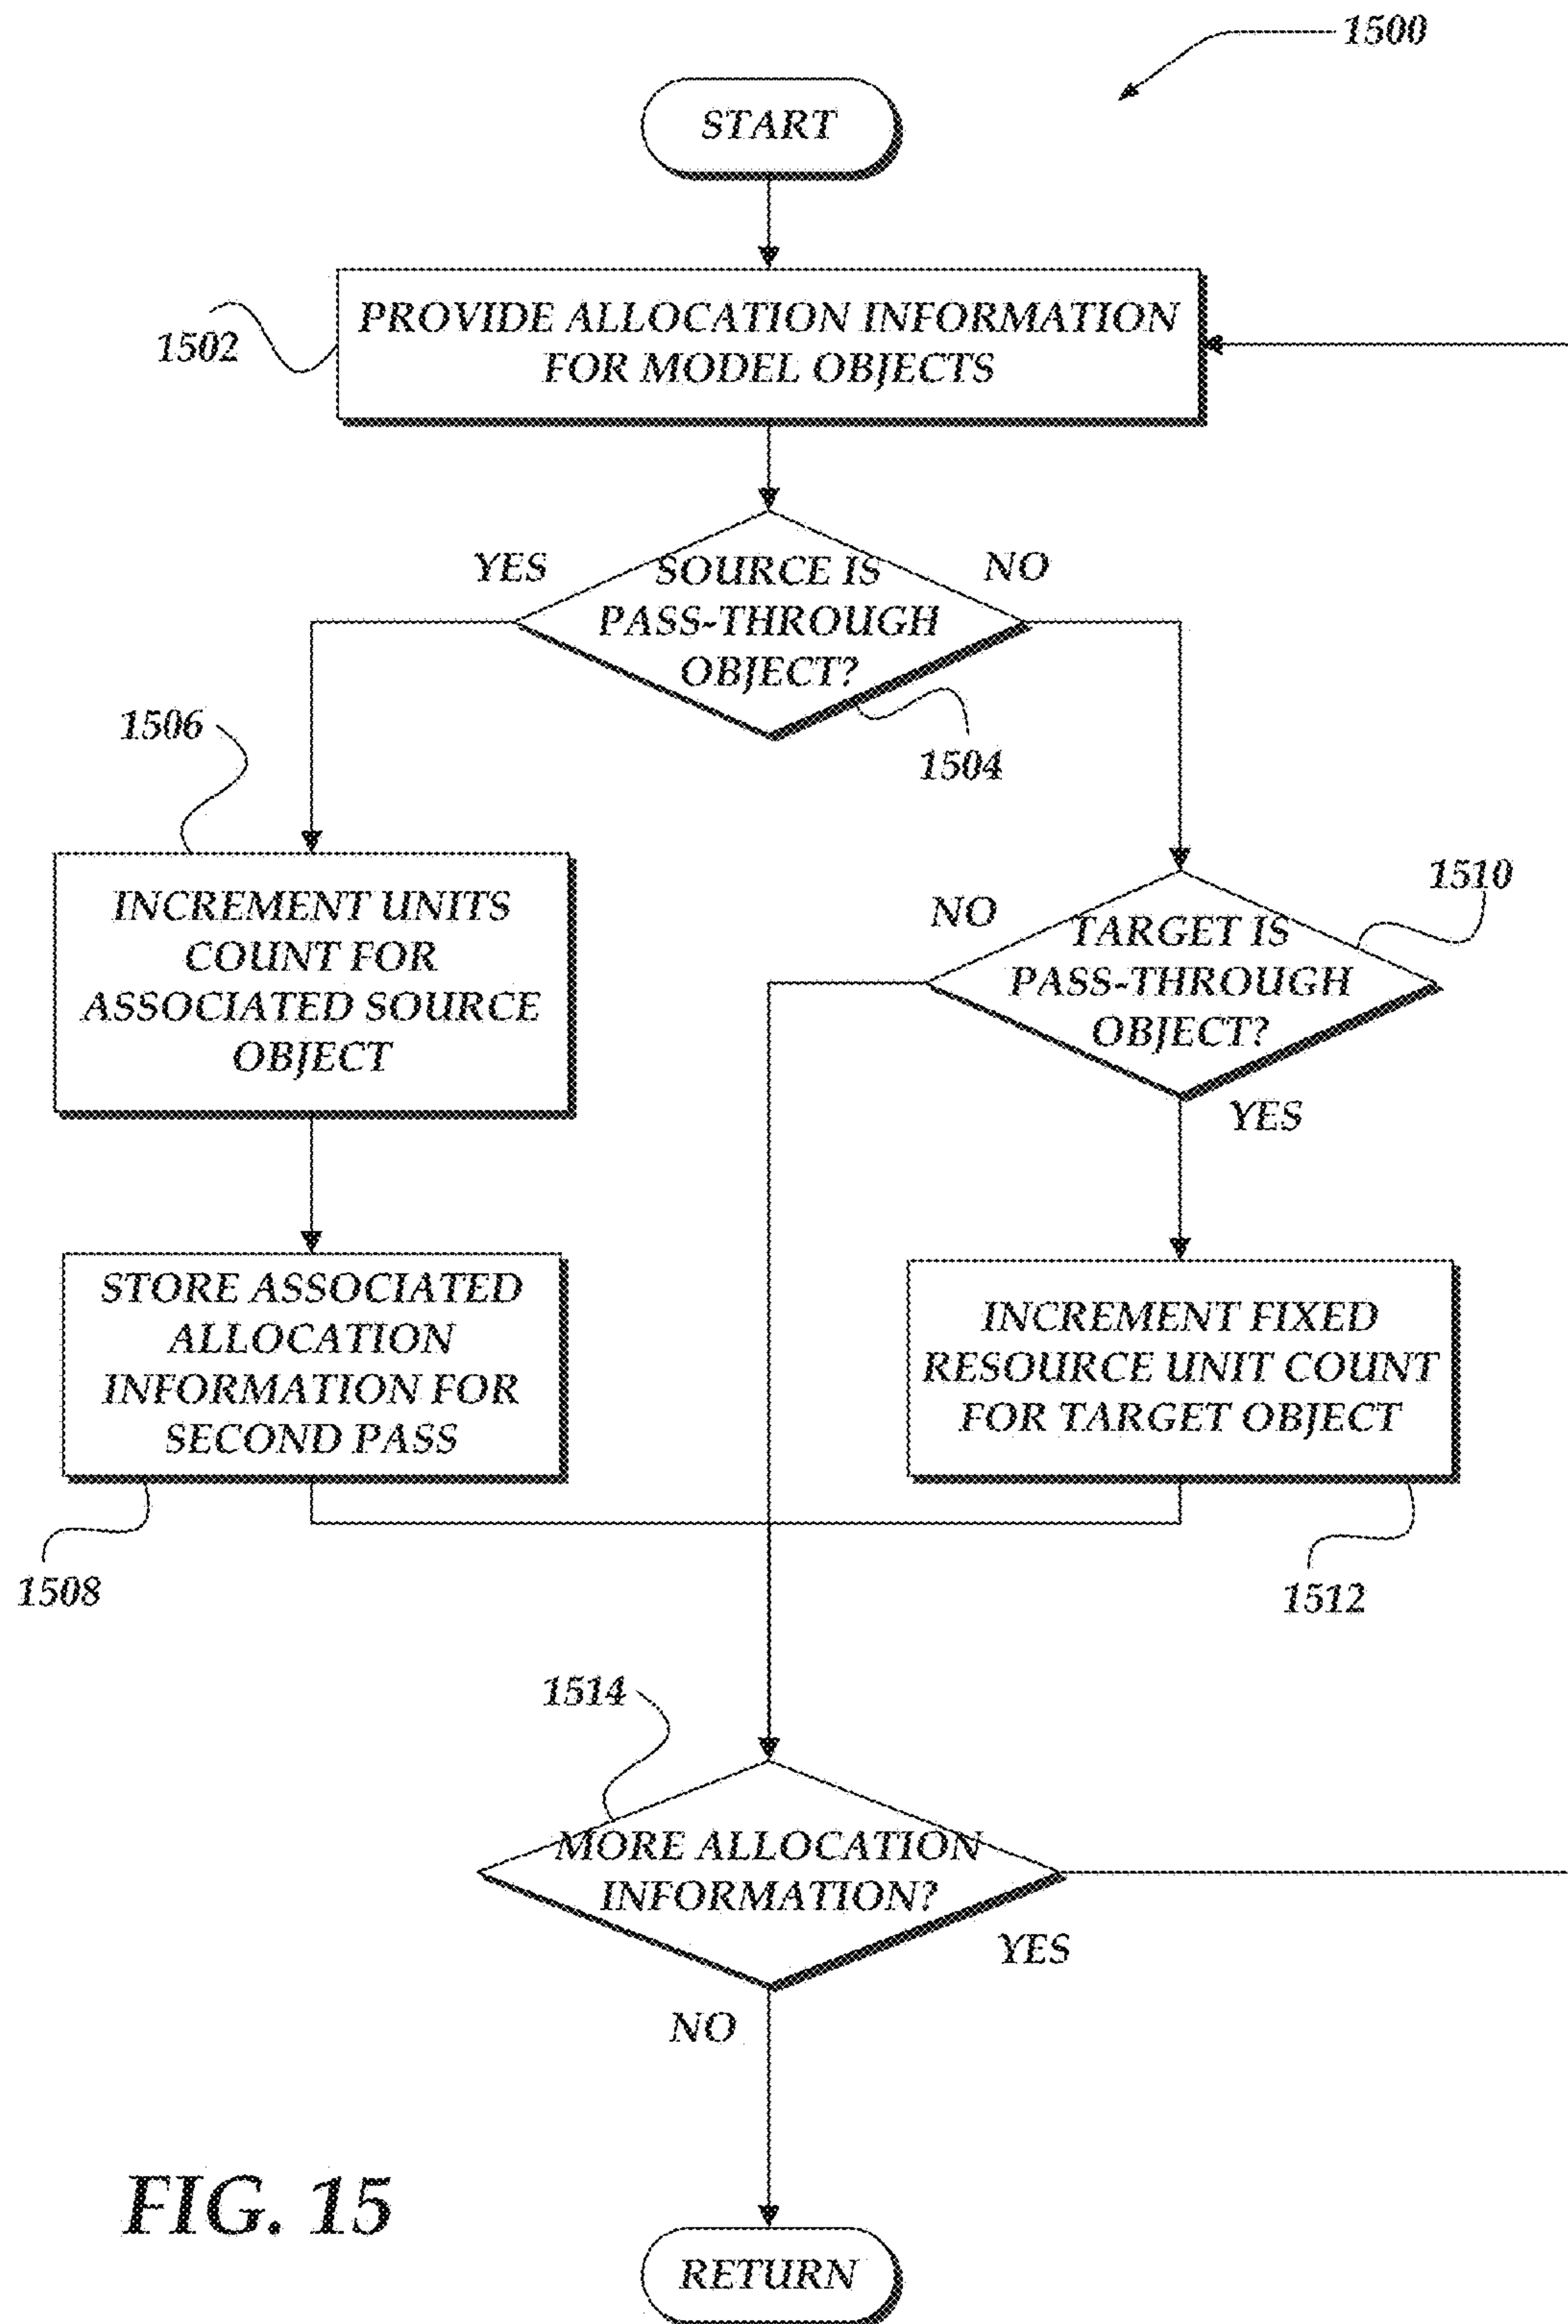 1500
START
PROVIDE ALLOCATION INFORMATION
FOR MODEL OBJECTS
1502
YES
SOURCE IS
PASS-THROUGH
OBJECT?
NO
1504
1506
INCREMENT UNITS
COUNT FOR
ASSOCIATED SOURCE
OBJECT
1510
NO
TARGET IS
PASS-THROUGH
OBJECT?
YES
STORE ASSOCIATED
ALLOCATION
INFORMATION FOR
SECOND PASS
INCREMENT FIXED
RESOURCE UNIT COUNT
FOR TARGET OBJECT
1508
1512
1514
MORE ALLOCATION
INFORMATION?
YES
NO
FIG. 15
RETURN